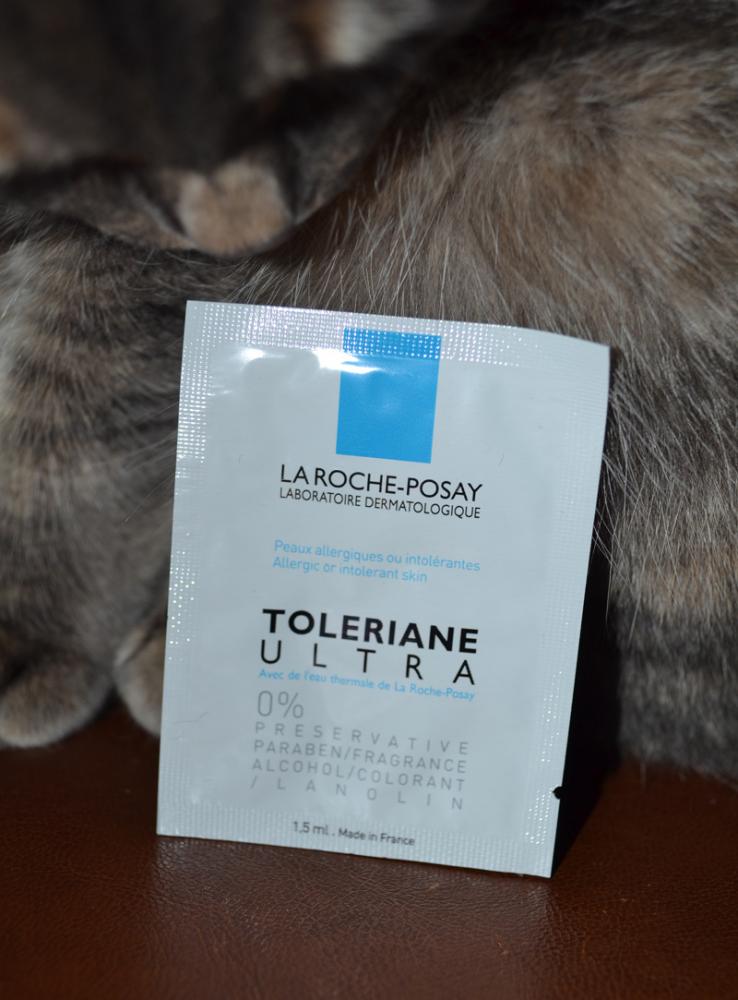 LA ROCHE-POSAY
LABORATOIRE DERMATOLOGIQUE
Peaux allergiques ou intolérantes
Allergic or intolerant skin
TOLERIANE
ULTRA
Avec de l'eau thermale de La Roche-Posay
0%
PRESERVATIVE
PARABEN/FRAGRANCE
ALCOHOL/COLORANT
/LANOLIN
1,5 ml . Made in France